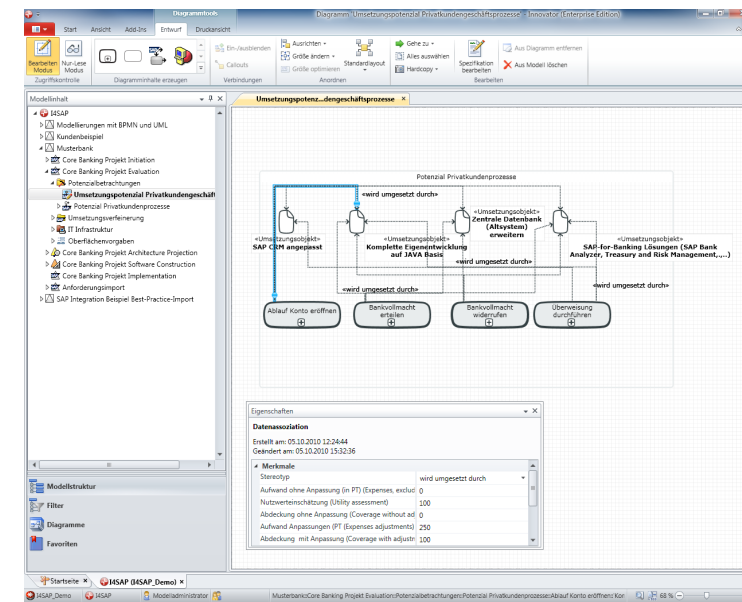 Diagrammtools
Diagramm "Umsetzungspotenzial Privatkundengeschäftsprozesse" - Innovator (Enterprise Edition)
Start
Ansicht
Add-Ins
Entwurf
Druckansicht
Bearbeiten Modus
Nur-Lese Modus
Zugriffskontrolle
Diagramminhalte erzeugen
Ein-/ausblenden
Callouts
Verbindungen
Ausrichten
Größe ändern
Größe optimieren
Standardlayout
Anordnen
Gehe zu
Alles auswählen
Hardcopy
Spezifikation bearbeiten
Aus Diagramm entfernen
Aus Modell löschen
Bearbeiten
Modellinhalt
I4SAP
Modellierungen mit BPMN und UML
Kundenbeispiel
Musterbank
Core Banking Projekt Initiation
Core Banking Projekt Evaluation
Potenzialbetrachtungen
Umsetzungspotenzial Privatkundengeschäft
Potenzial Privatkundenprozesse
Umsetzungsverfeinerung
IT Infrastruktur
Oberflächenvorgaben
Core Banking Projekt Architecture Projection
Core Banking Projekt Software Construction
Core Banking Projekt Implementation
Anforderungsimport
SAP Integration Beispiel Best-Practice-Import
Modellstruktur
Filter
Diagramme
Favoriten
Umsetzungspotenz...dengeschäftsprozesse
Potenzial Privatkundenprozesse
«wird umgesetzt durch»
«Umsetzungsobjekt»
SAP CRM angepasst
«Umsetzungsobjekt»
Komplette Eigenentwicklung
auf JAVA Basis
«Umsetzungsobjekt»
Zentrale Datenbank
(Altsystem)
erweitern
«Umsetzungsobjekt»
SAP-for-Banking Lösungen (SAP Bank
Analyzer, Treasury and Risk Management,.,...)
«wird umgesetzt durch»
«wird umgesetzt durch»
«wird umgesetzt durch»
Ablauf Konto eröffnen
Bankvollmacht
erteilen
Bankvollmacht
widerrufen
Überweisung
durchführen
Eigenschaften
Datenassoziation
Erstellt am: 05.10.2010 12:24:44
Geändert am: 05.10.2010 15:32:36
Merkmale
Stereotyp wird umgesetzt durch
Aufwand ohne Anpassung (in PT) (Expenses, exclud 0
Nutzwerteinschätzung (Utility assessment) 100
Abdeckung ohne Anpassung (Coverage without ad 0
Aufwand Anpassungen (PT (Expenses adjustments) 250
Abdeckung mit Anpassung (Coverage with adjustn 100
Startseite
I4SAP (I4SAP_Demo)
I4SAP_Demo
I4SAP
Modelladministrator
Musterbank::Core Banking Projekt Evaluation::Potenzialbetrachtungen::Potenzial Privatkundenprozesse::Ablauf Konto eröffnen::Kon
68 %